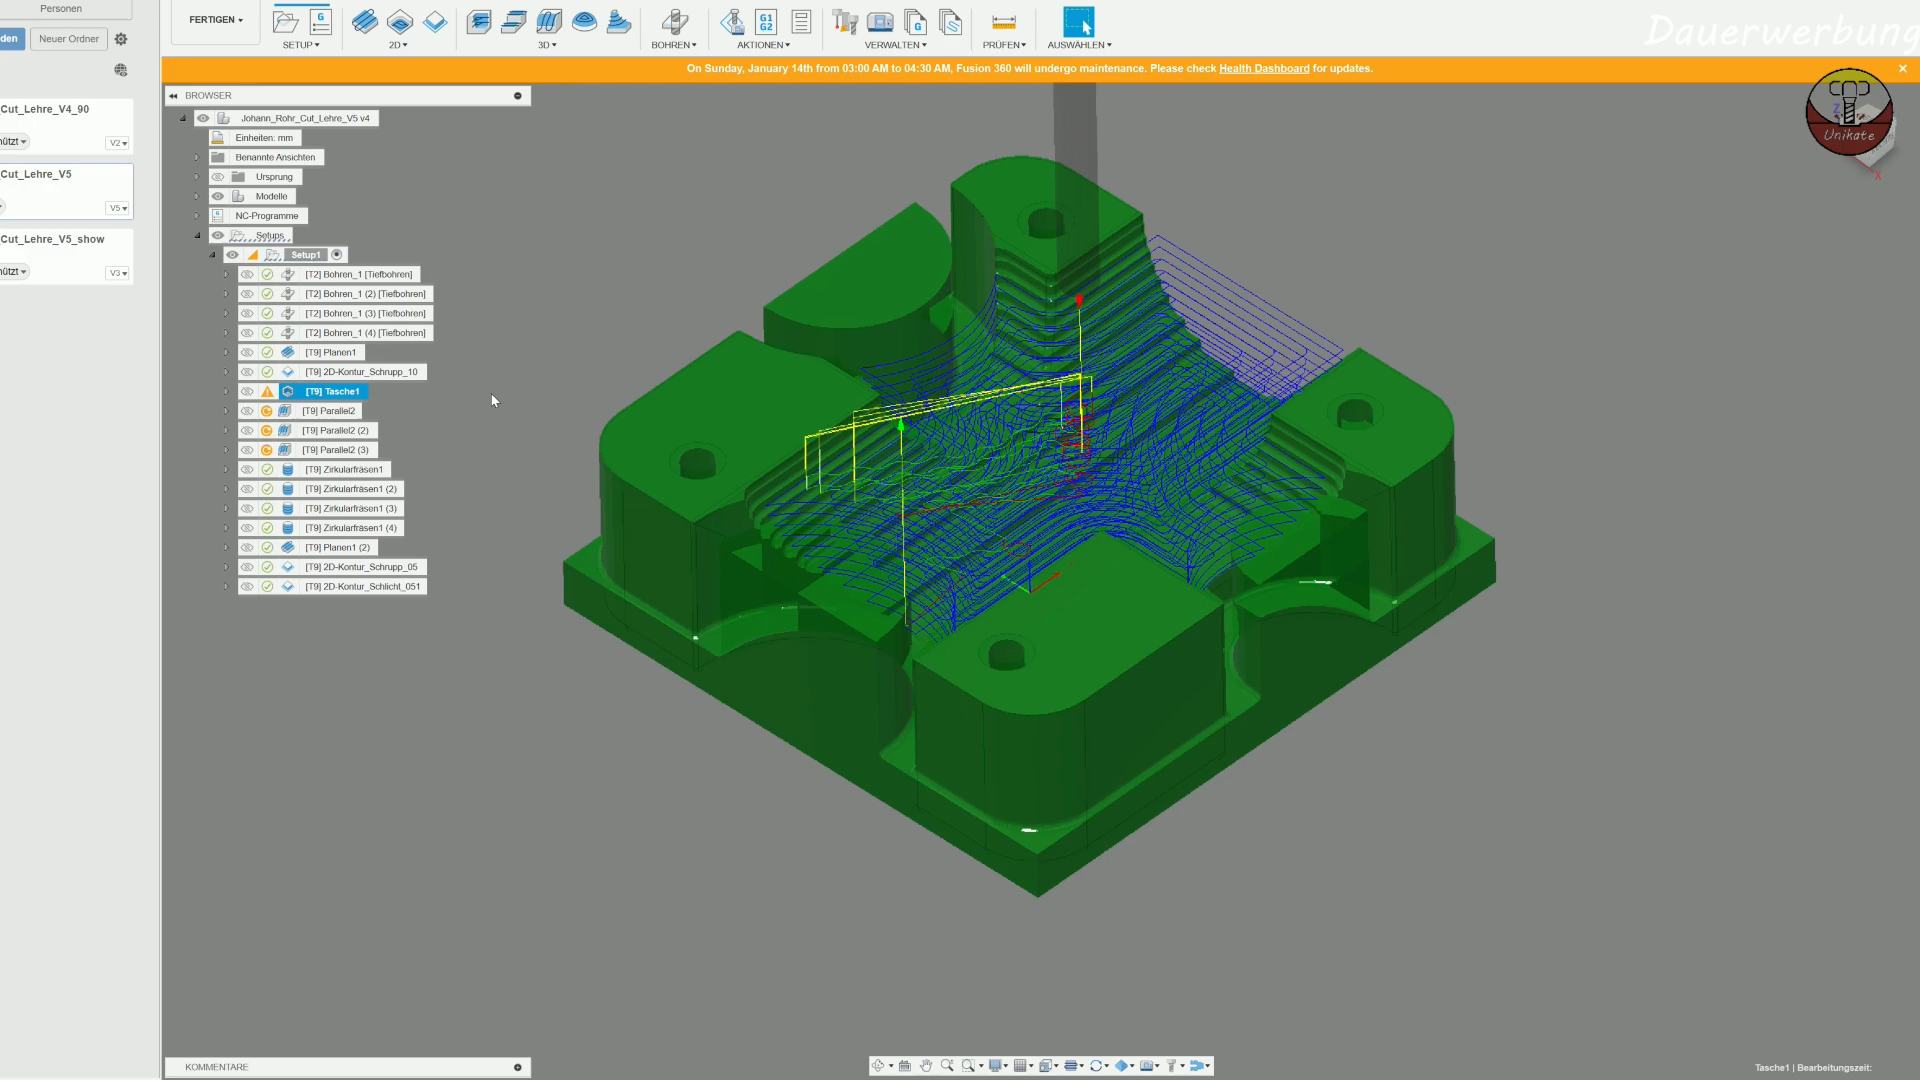 Personen
FERTIGEN
SETUP
2D
3D
BOHREN
AKTIONEN
VERWALTEN
PRÜFEN
AUSWÄHLEN
G1
G2
Dauerwerbung
den
Neuer Ordner
On Sunday, January 14th from 03:00 AM to 04:30 AM, Fusion 360 will undergo maintenance. Please check Health Dashboard for updates.
Unikate
Z
X
Cut_Lehre_V4_90
nützt
V2
Cut_Lehre_V5
V5
Cut_Lehre_V5_show
nützt
V3
BROWSER
Johann_Rohr_Cut_Lehre_V5 v4
Einheiten: mm
Benannte Ansichten
Ursprung
Modelle
NC-Programme
Setups
Setup1
[T2] Bohren_1 [Tiefbohren]
[T2] Bohren_1 (2) [Tiefbohren]
[T2] Bohren_1 (3) [Tiefbohren]
[T2] Bohren_1 (4) [Tiefbohren]
[T9] Planen1
[T9] 2D-Kontur_Schrupp_10
[T9] Tasche1
[T9] Parallel2
[T9] Parallel2 (2)
[T9] Parallel2 (3)
[T9] Zirkularfräsen1
[T9] Zirkularfräsen1 (2)
[T9] Zirkularfräsen1 (3)
[T9] Zirkularfräsen1 (4)
[T9] Planen1 (2)
[T9] 2D-Kontur_Schrupp_05
[T9] 2D-Kontur_Schlicht_051
KOMMENTARE
Tasche1 | Bearbeitungszeit: